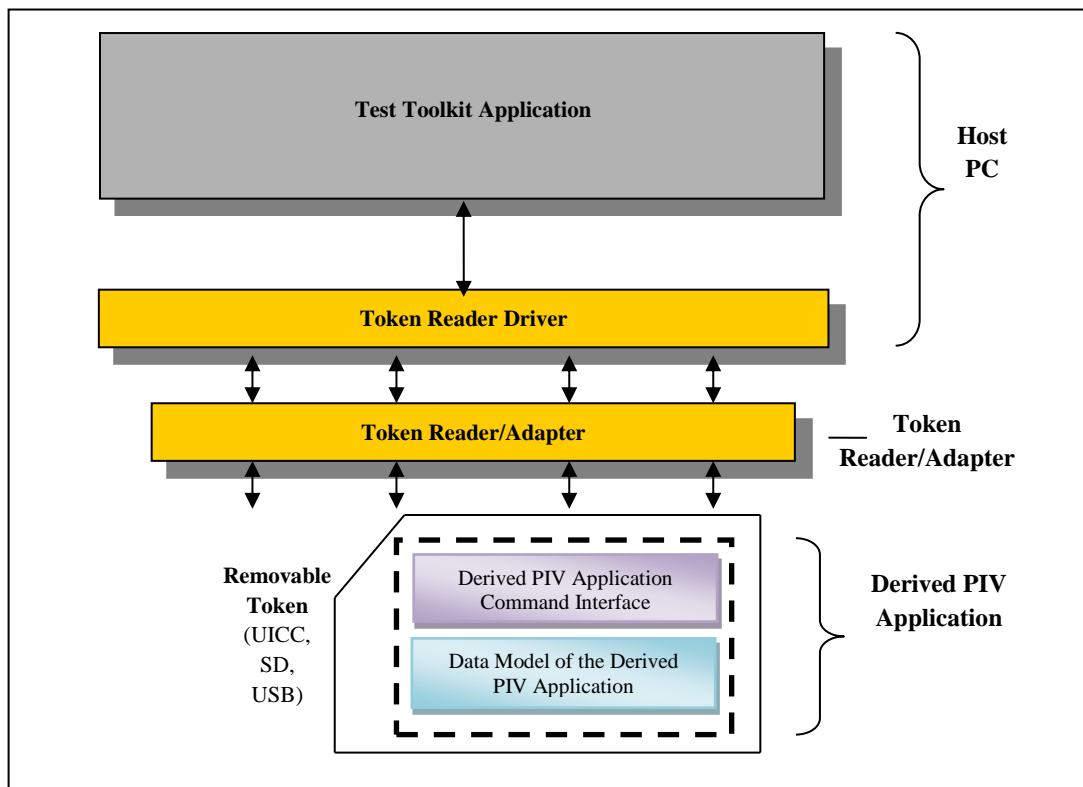 Test Toolkit Application
Host
PC
Token Reader Driver
Token Reader/Adapter
Token
Reader/Adapter
Removable
Token
(UICC,
SD,
USB)
Derived PIV Application
Command Interface
Data Model of the Derived
PIV Application
Derived PIV
Application